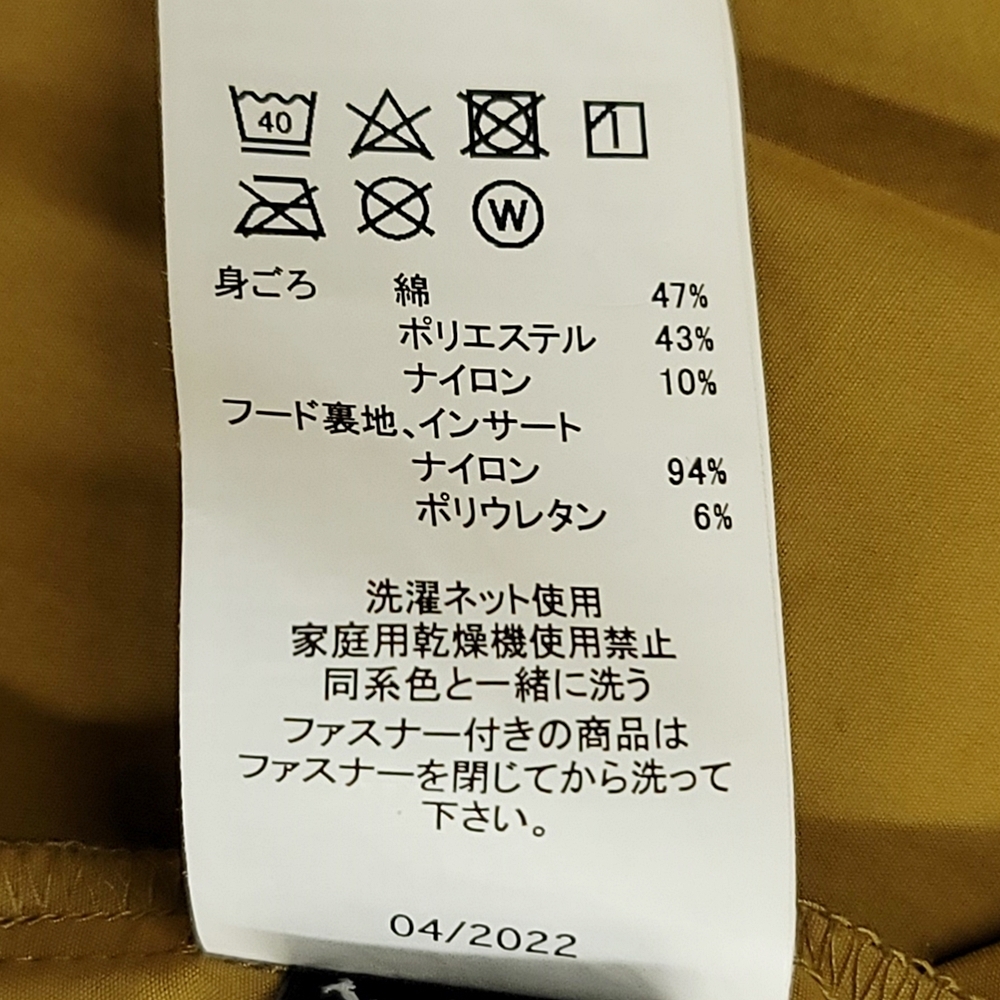 40
W
身ごろ 綿 47%
ポリエステル 43%
ナイロン 10%
フード裏地、インサート
ナイロン 94%
ポリウレタン 6%
洗濯ネット使用
家庭用乾燥機使用禁止
同系色と一緒に洗う
ファスナー付きの商品は
ファスナーを閉じてから洗って
下さい。
04/2022